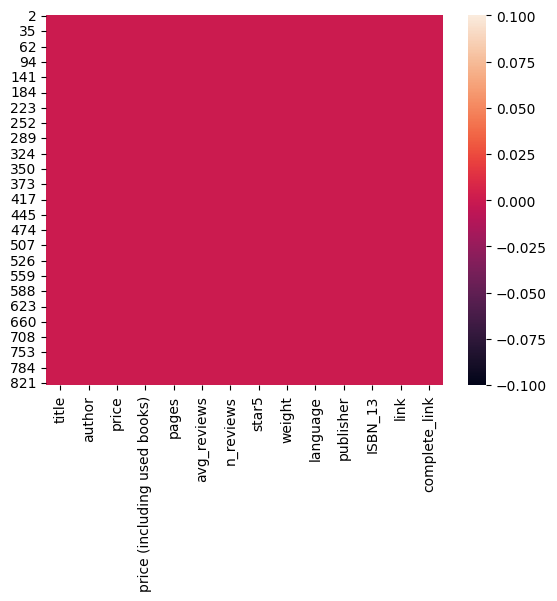 2
35
62
94
141
184
223
252
289
324
350
373
417
445
474
507
526
559
588
623
660
708
753
784
821
title
author
price
price (including used books)
pages
avg_reviews
n_reviews
star5
weight
language
publisher
ISBN_13
link
complete_link
0.100
0.075
0.050
0.025
0.000
−0.025
−0.050
−0.075
−0.100